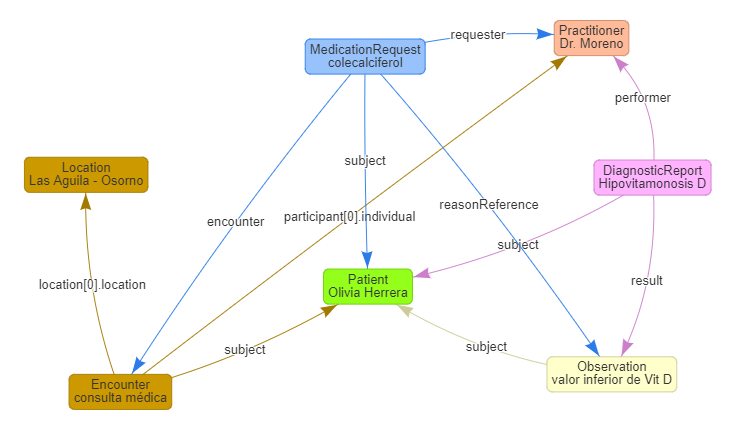 Practitioner
Dr. Moreno
requester
MedicationRequest
colecalciferol
performer
Location
Las Aguila - Osorno
subject
DiagnosticReport
Hipovitamonosis D
encounter
participant[0].individual
reasonReference
subject
location[0].location
Patient
Olivia Herrera
result
subject
subject
Encounter
consulta médica
Observation
valor inferior de Vit D